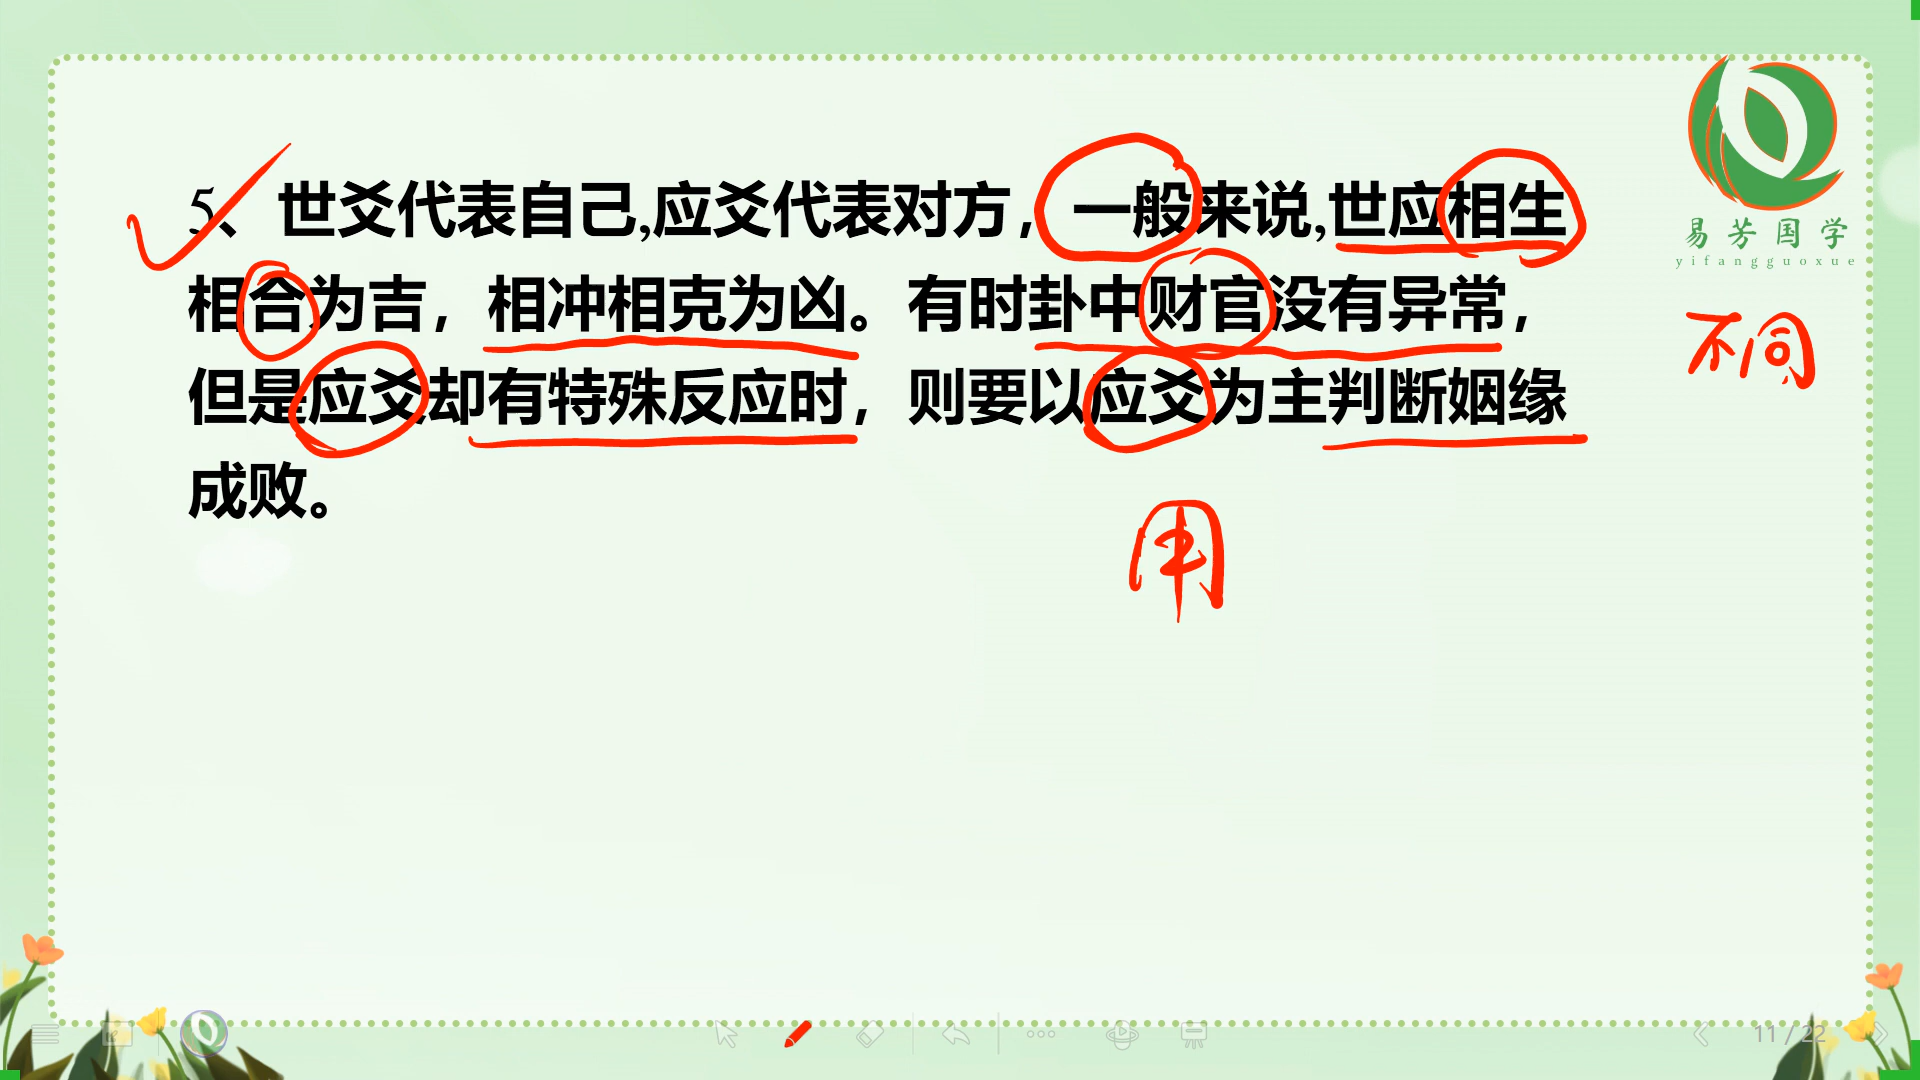 5、世爻代表自己,应爻代表对方，一般来说,世应相生
相合为吉，相冲相克为凶。有时卦中财官没有异常，
但是应爻却有特殊反应时，则要以应爻为主判断姻缘
成败。
易芳国学
yifangguoxue
不同
用
11 / 22